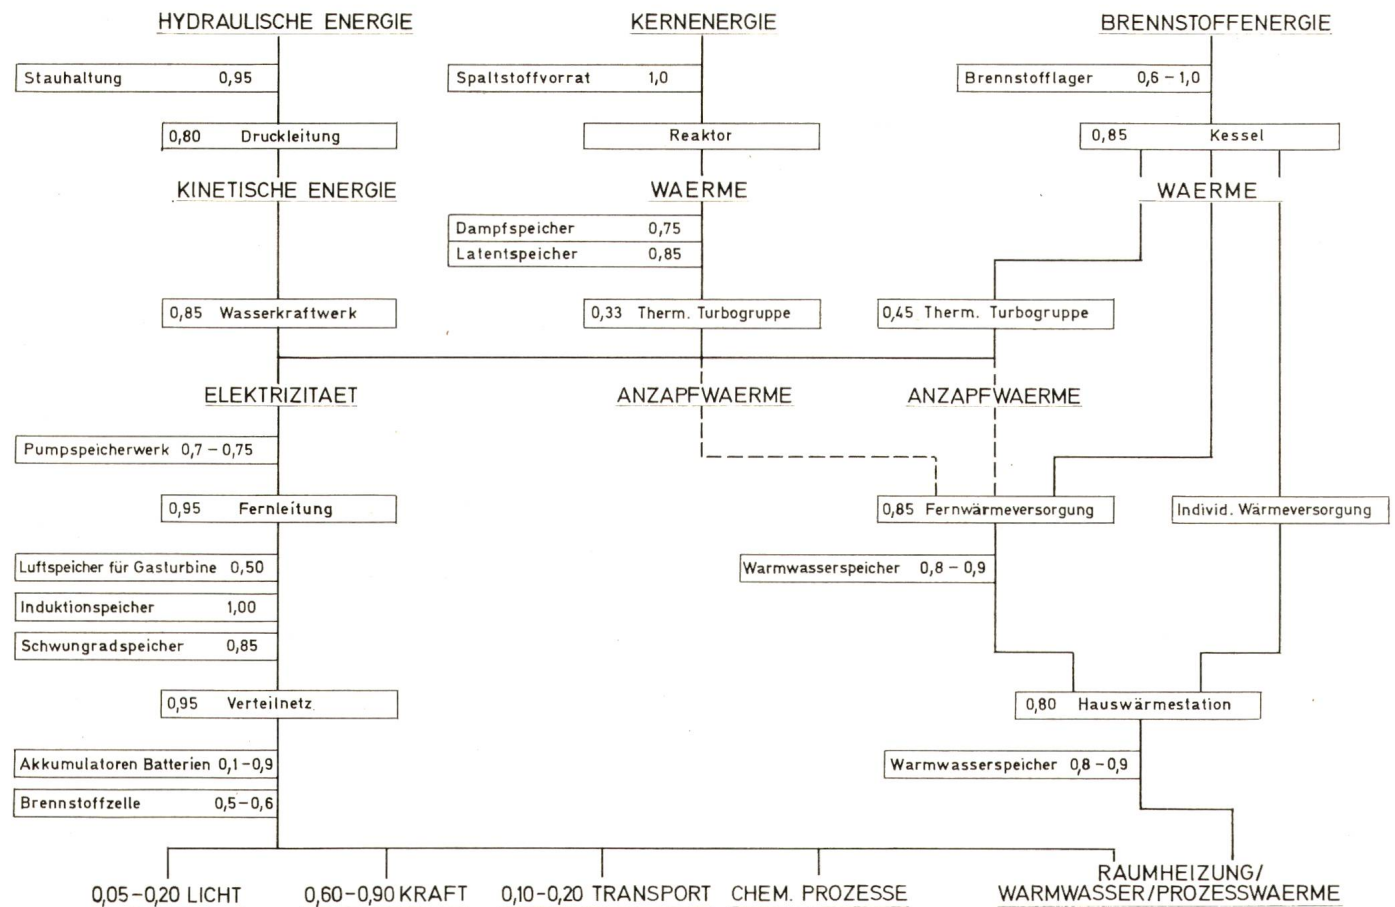 HYDRAULISCHE ENERGIE
KERNENERGIE
BRENNSTOFFENERGIE
Stauhaltung 0,95
Spaltstoffvorrat 1,0
Brennstofflager 0,6 – 1,0
0,80 Druckleitung
Reaktor
0,85 Kessel
KINETISCHE ENERGIE
WAERME
WAERME
Dampfspeicher 0,75
Latentspeicher 0,85
0,85 Wasserkraftwerk
0,33 Therm. Turbogruppe
0,45 Therm. Turbogruppe
ELEKTRIZITAET
ANZAPFWAERME
ANZAPFWAERME
Pumpspeicherwerk 0,7 – 0,75
0,95 Fernleitung
0,85 Fernwärmeversorgung
Individ. Wärmeversorgung
Luftspeicher für Gasturbine 0,50
Warmwasserspeicher 0,8 – 0,9
Induktionspeicher 1,00
Schwungradspeicher 0,85
0,95 Verteilnetz
0,80 Hauswärmestation
Akkumulatoren Batterien 0,1–0,9
Warmwasserspeicher 0,8–0,9
Brennstoffzelle 0,5–0,6
0,05–0,20 LICHT
0,60–0,90 KRAFT
0,10–0,20 TRANSPORT
CHEM. PROZESSE
RAUMHEIZUNG/
WARMWASSER/PROZESSWAERME